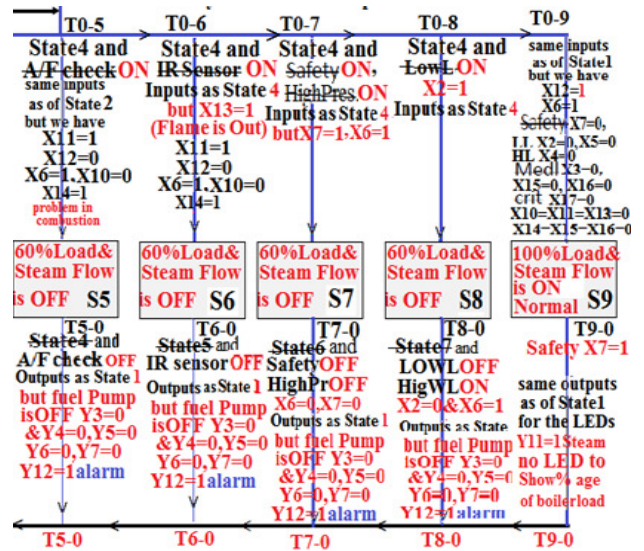 T0-5
State4 and
A/F check ON
same inputs
as of State 2
but we have
X11=1
X12=0
X6=1.X10=0
X14=1
problem in
combustion
60%Load&
Steam Flow
is OFF S5
T5-0
State4 and
A/F check OFF
Outputs as State 1
but fuel Pump
isOFF Y3=0
&Y4=0,Y5=0
Y6=0,Y7=0
Y12=1alarm
T5-0
T0-6
State4 and
IR Sensor ON
Inputs as State 4
but X13=1
(Flame is Out)
X11=1
X12=0
X6=1.X10=0
X14=1
60%Load&
Steam Flow
is OFF S6
T6-0
State5 and
IR sensor OFF
Outputs as State 1
but fuel Pump
isOFF Y3=0
&Y4=0,Y5=0
Y6=0,Y7=0
Y12=1alarm
T6-0
T0-7
State4 and
Safety ON,
HighPres.ON
Inputs as State 4
butX7=1,X6=1
60%Load&
Steam Flow
is OFF S7
T7-0
State6 and
Safety OFF
HighPrOFF
X6=0,X7=0
Outputs as State 1
but fuel Pump
isOFF Y3=0
&Y4=0,Y5=0
Y6=0,Y7=0
Y12=1alarm
T7-0
T0-8
State4 and
LowL. ON
X2=1
Inputs as State 4
60%Load&
Steam Flow
is OFF S8
T8-0
State7 and
LOWLOFF
HigWLON
X2=0&X6=1
Outputs as State 1
but fuel Pump
isOFF Y3=0
&Y4=0,Y5=0
Y6=0,Y7=0
Y12=1alarm
T8-0
T0-9
same inputs
as of State1
but we have
X12=1
X6=1
Safety X7=0,
LL X2=0,X5=0
HL X4=0
Medl X3=0,
X15=0, X16=0
crit X17=0
X10=X11=X13=0
X14=X15=X16=0
100%Load&
Steam Flow
is ON
Normal S9
T9-0
Safety X7=1
same outputs
as of State1
for the LEDs
Y11=1Steam
no LED to
Show% age
of boilerload
T9-0